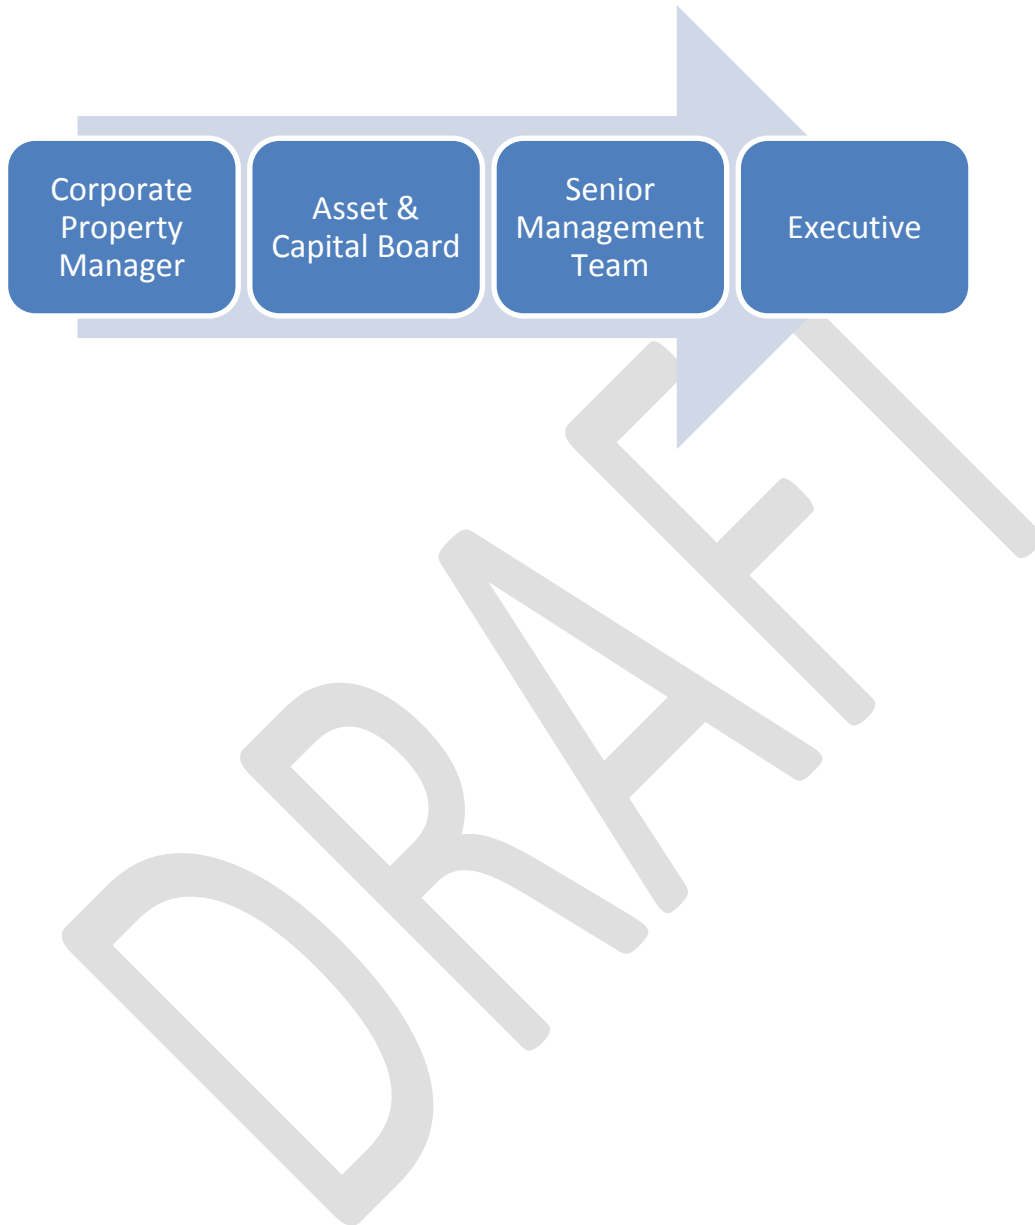 Corporate
Property
Manager
Asset &
Capital Board
Senior
Management
Team
Executive
DRAFT